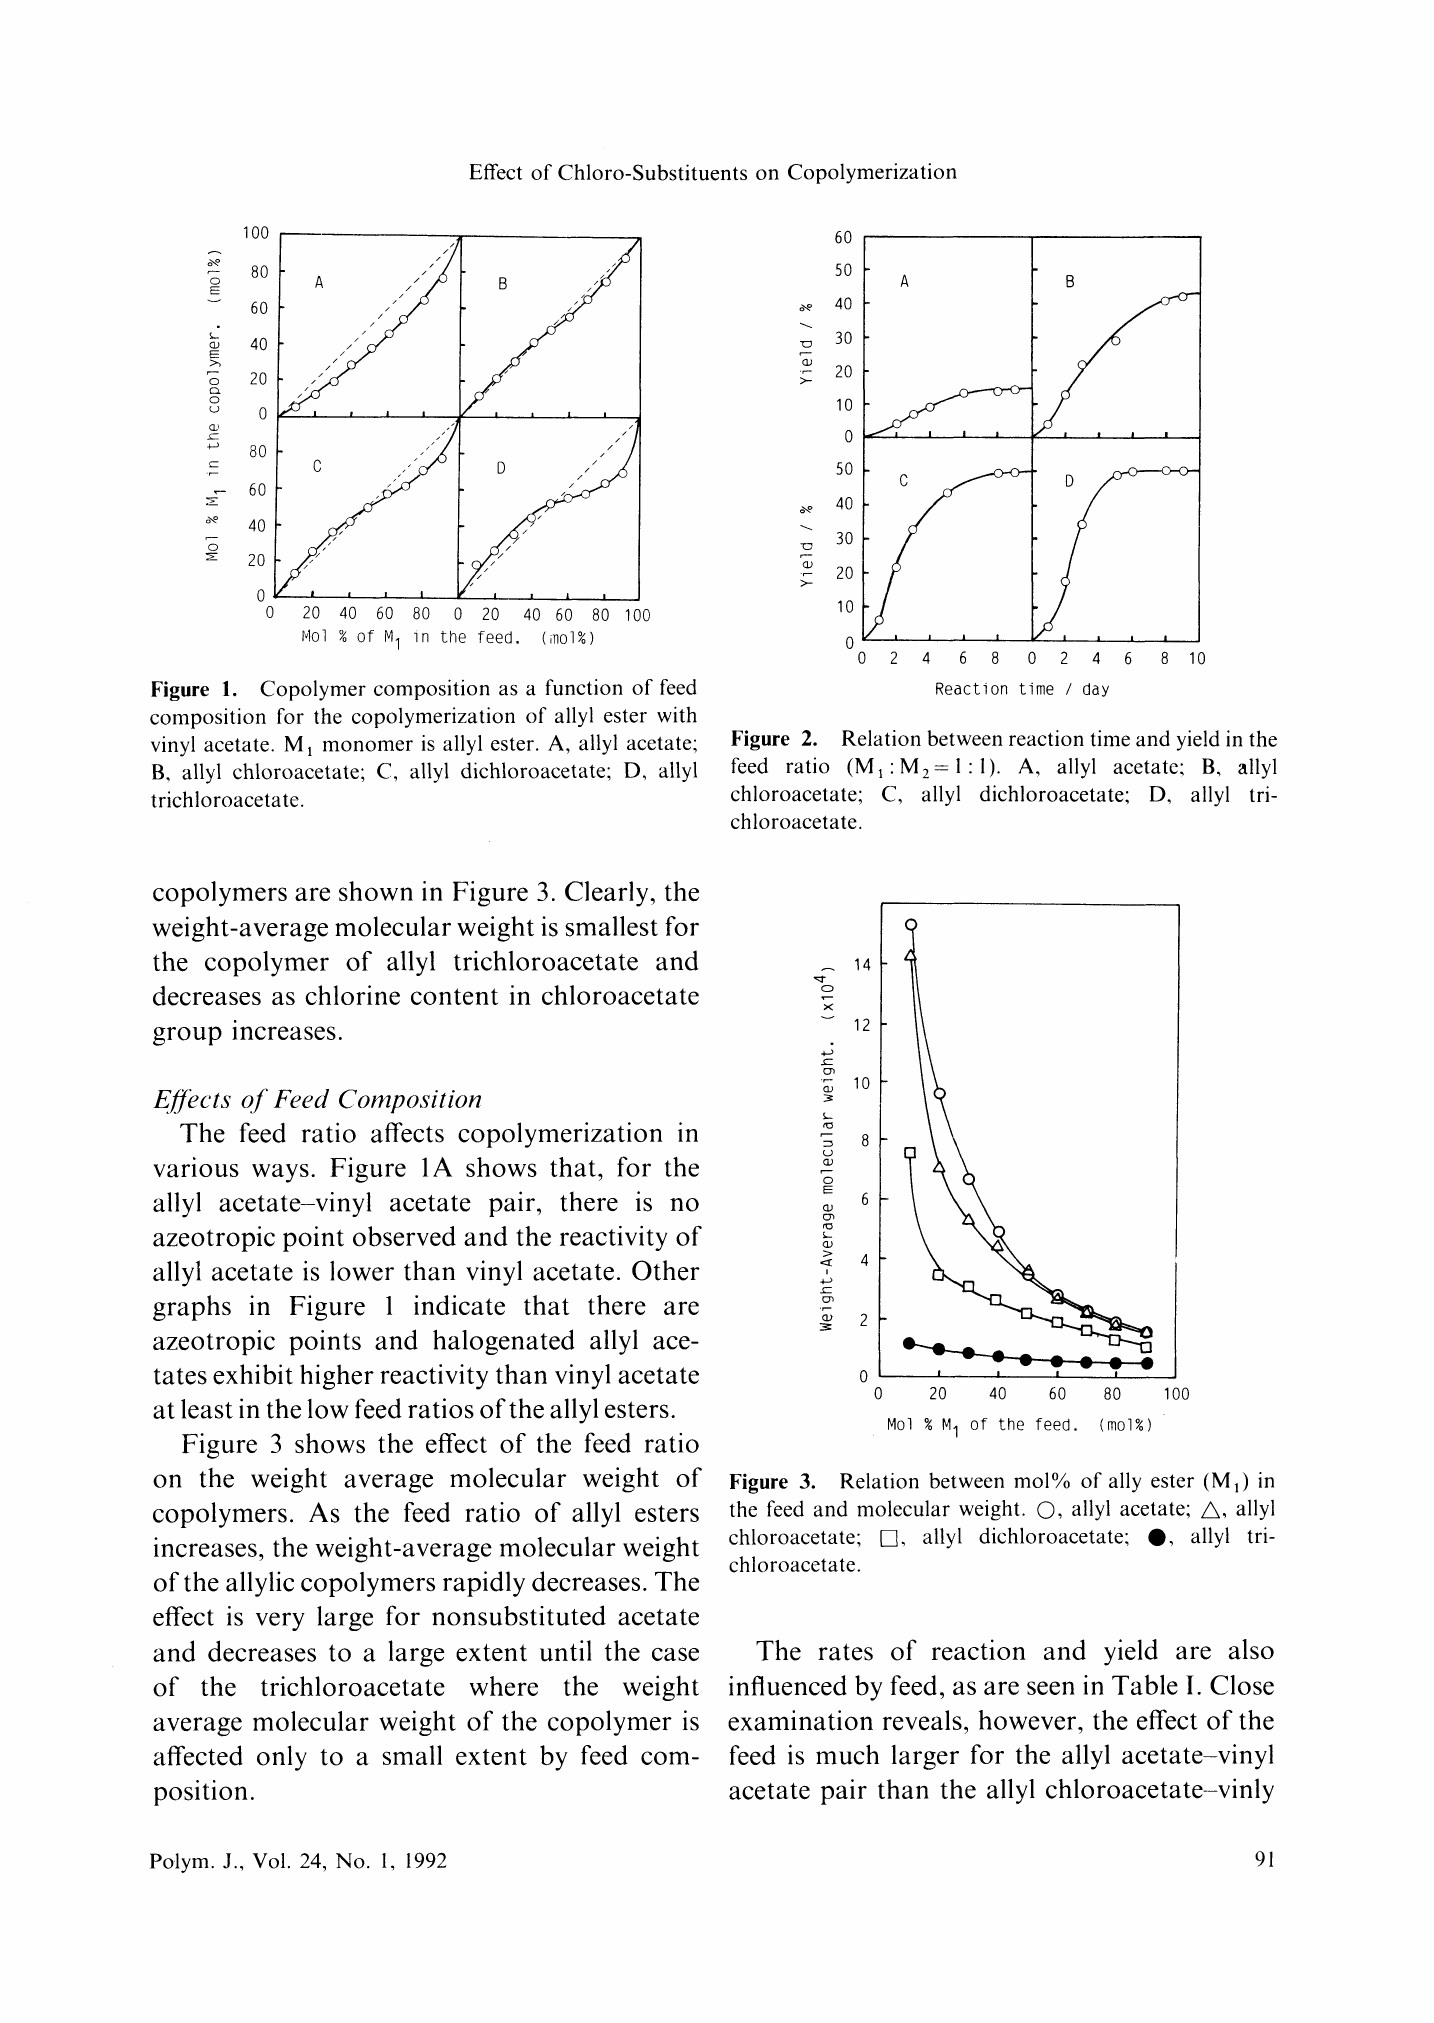 Effect of Chloro-Substituents on Copolymerization
100
80
60
40
20
0
80
60
40
20
0
A
B
C
D
Mol % M1 in the copolymer. (mol%)
0 20 40 60 80 0 20 40 60 80 100
Mol % of M1 in the feed. (mol%)
Figure 1. Copolymer composition as a function of feed
composition for the copolymerization of allyl ester with
vinyl acetate. M1 monomer is allyl ester. A, allyl acetate;
B, allyl chloroacetate; C, allyl dichloroacetate; D, allyl
trichloroacetate.
copolymers are shown in Figure 3. Clearly, the
weight-average molecular weight is smallest for
the copolymer of allyl trichloroacetate and
decreases as chlorine content in chloroacetate
group increases.
Effects of Feed Composition
The feed ratio affects copolymerization in
various ways. Figure 1A shows that, for the
allyl acetate–vinyl acetate pair, there is no
azeotropic point observed and the reactivity of
allyl acetate is lower than vinyl acetate. Other
graphs in Figure 1 indicate that there are
azeotropic points and halogenated allyl ace-
tates exhibit higher reactivity than vinyl acetate
at least in the low feed ratios of the allyl esters.
Figure 3 shows the effect of the feed ratio
on the weight average molecular weight of
copolymers. As the feed ratio of allyl esters
increases, the weight-average molecular weight
of the allylic copolymers rapidly decreases. The
effect is very large for nonsubstituted acetate
and decreases to a large extent until the case
of the trichloroacetate where the weight
average molecular weight of the copolymer is
affected only to a small extent by feed com-
position.
60
50
40
30
20
10
0
50
40
30
20
10
0
A
B
C
D
Yield / %
Yield / %
0 2 4 6 8 0 2 4 6 8 10
Reaction time / day
Figure 2. Relation between reaction time and yield in the
feed ratio (M1 : M2 = 1 : 1). A, allyl acetate; B, allyl
chloroacetate; C, allyl dichloroacetate; D, allyl tri-
chloroacetate.
14
12
10
8
6
4
2
0
Weight-Average molecular weight. (×10⁴)
0 20 40 60 80 100
Mol % M1 of the feed. (mol%)
Figure 3. Relation between mol% of ally ester (M1) in
the feed and molecular weight. ○, allyl acetate; △, allyl
chloroacetate; □, allyl dichloroacetate; ●, allyl tri-
chloroacetate.
The rates of reaction and yield are also
influenced by feed, as are seen in Table I. Close
examination reveals, however, the effect of the
feed is much larger for the allyl acetate–vinyl
acetate pair than the allyl chloroacetate–vinly
Polym. J., Vol. 24, No. 1, 1992
91